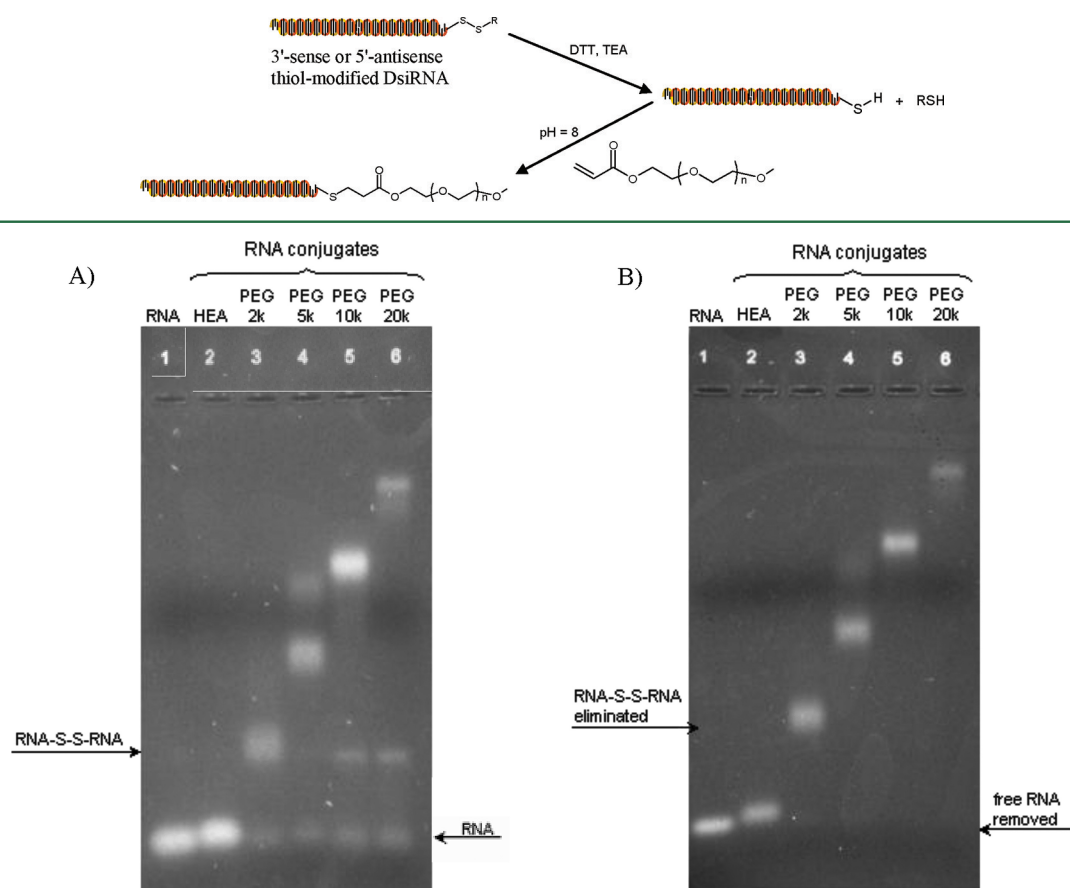 S
S
R
3'-sense or 5'-antisense
thiol-modified DsiRNA
DTT, TEA
S
H
+ RSH
pH = 8
O
O
O
n
O
S
O
O
O
n
O
A)
RNA conjugates
RNA HEA PEG 2k PEG 5k PEG 10k PEG 20k
1 2 3 4 5 6
RNA-S-S-RNA
RNA
B)
RNA conjugates
RNA HEA PEG 2k PEG 5k PEG 10k PEG 20k
1 2 3 4 5 6
RNA-S-S-RNA
eliminated
free RNA
removed